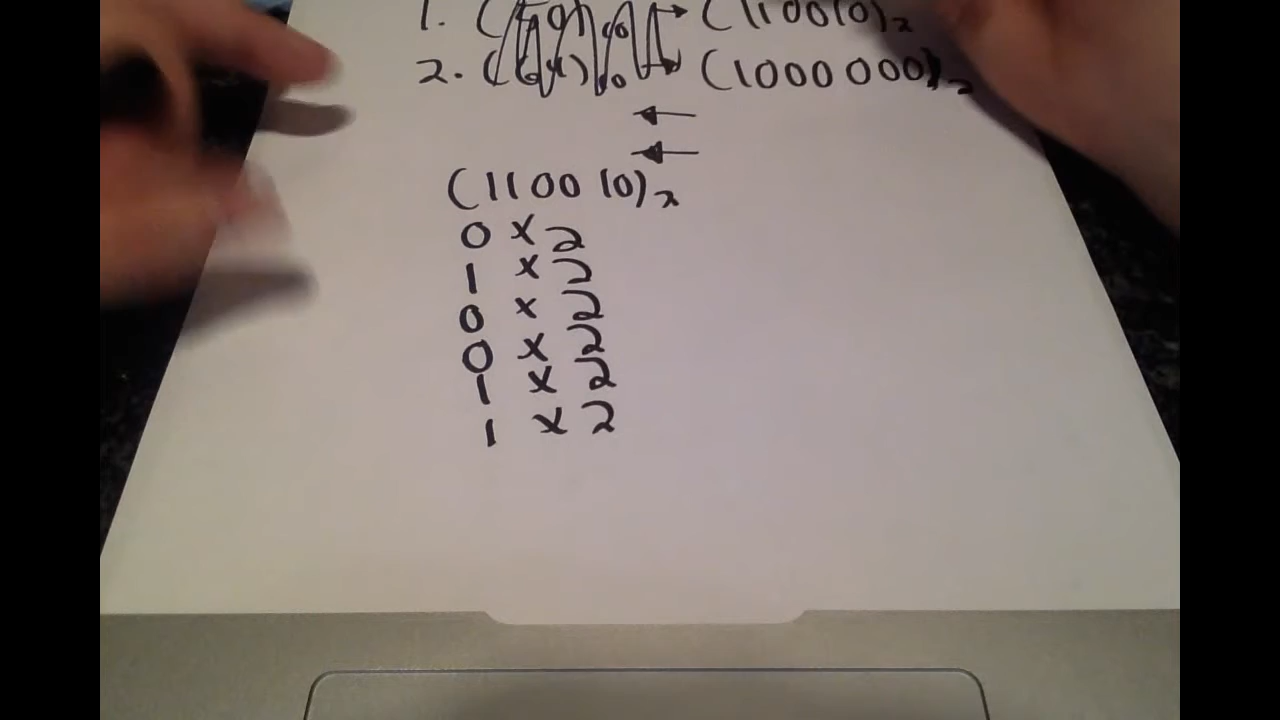 1. ( (110010)₂
2. ( (1000000)₂
(110010)₂
0 x 2
1 x 2
0 x 2
0 x 2
1 x 2
1 x 2